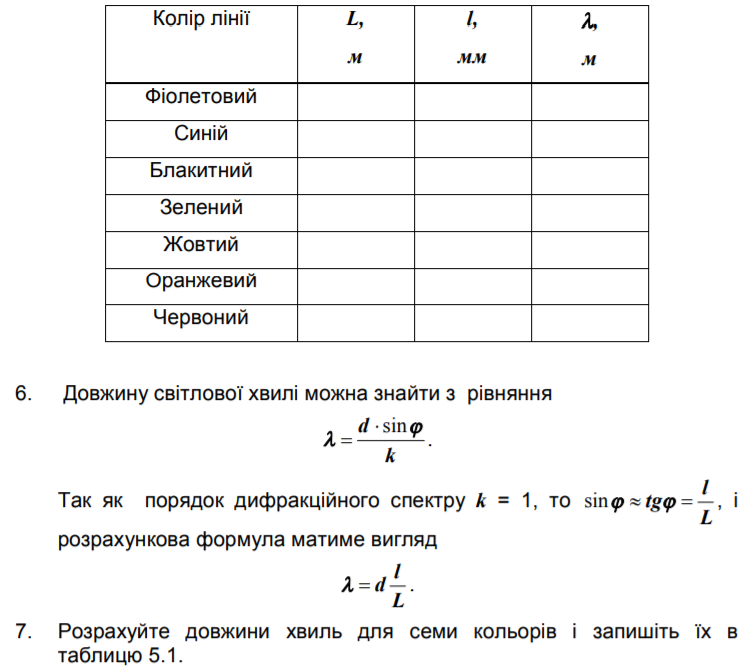 Колір лінії L, l, λ,
м мм м
Фіолетовий
Синій
Блакитний
Зелений
Жовтий
Оранжевий
Червоний
6. Довжину світлової хвилі можна знайти з рівняння
λ = d · sin φ / k .
Так як порядок дифракційного спектру k = 1, то sin φ ≈ tgφ = l / L , і
розрахункова формула матиме вигляд
λ = d l / L .
7. Розрахуйте довжини хвиль для семи кольорів і запишіть їх в
таблицю 5.1.